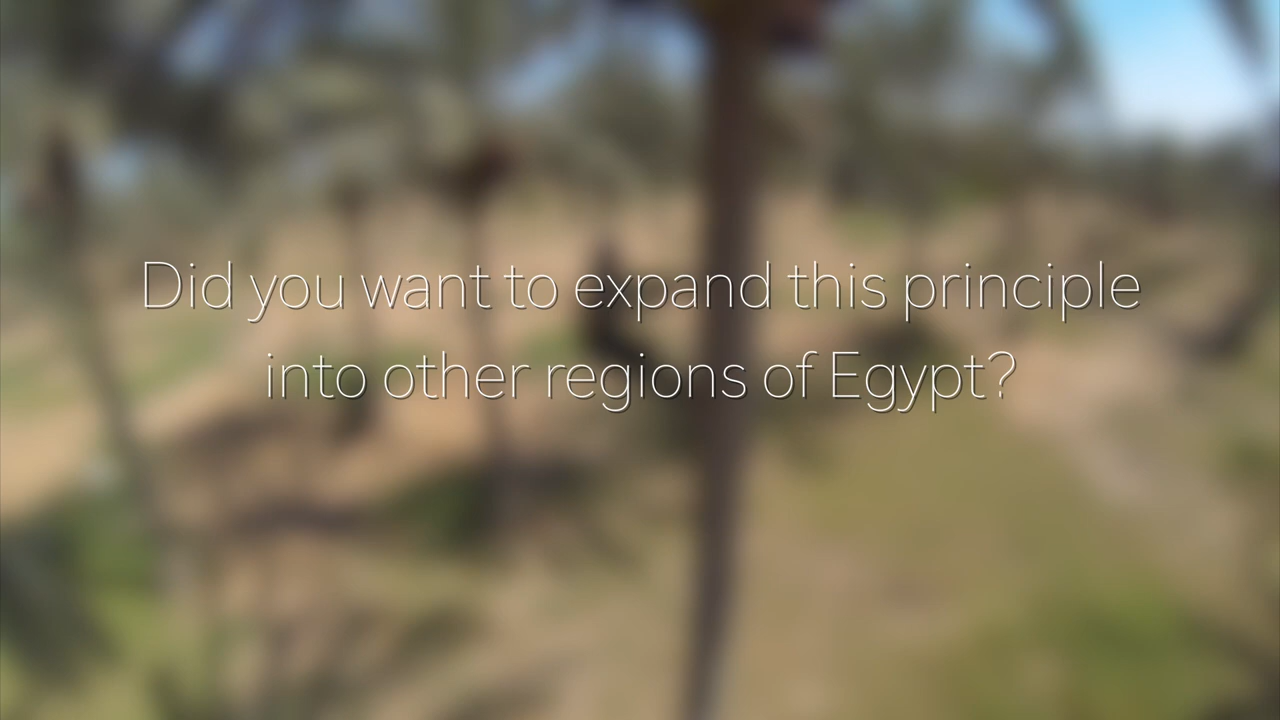 Did you want to expand this principle
into other regions of Egypt?